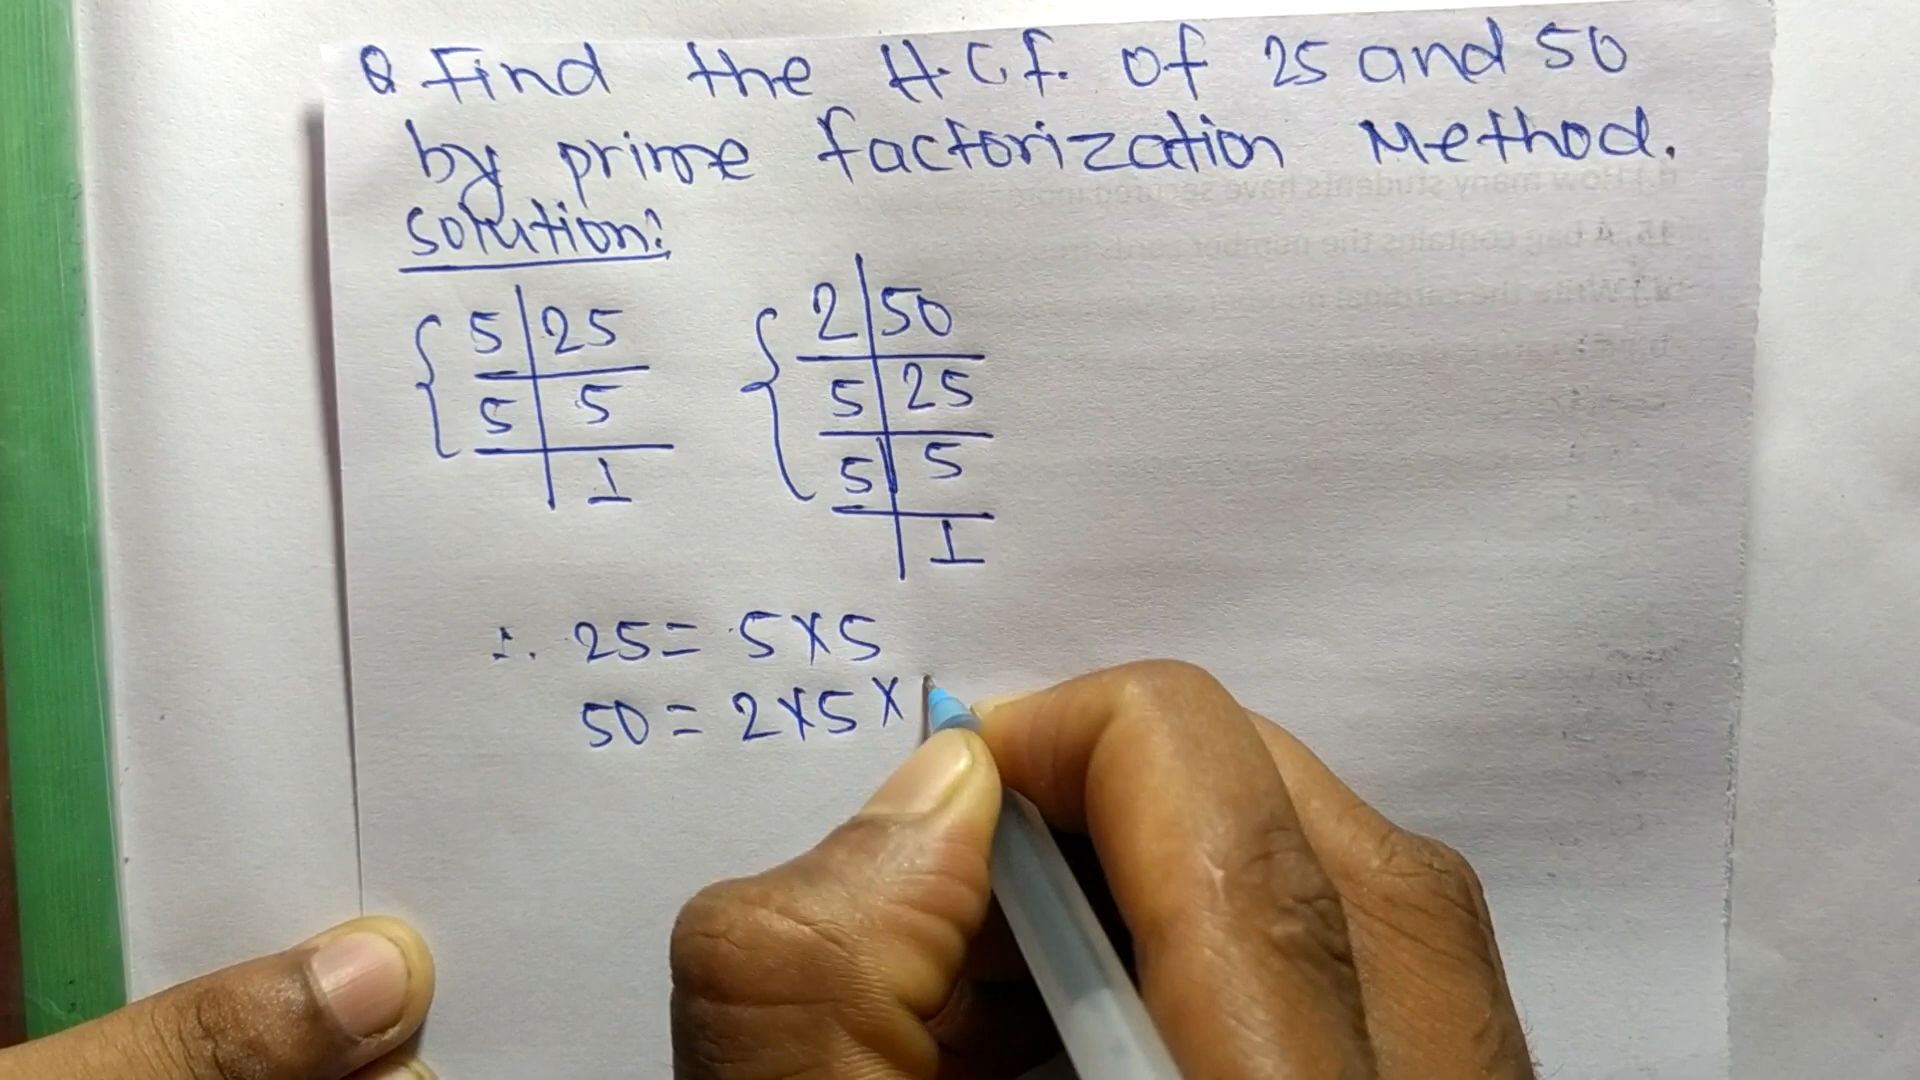 Q Find the H.C.F. of 25 and 50
by prime factorization Method.
Solution:
5 | 25
5 | 5
1
2 | 50
5 | 25
5 | 5
1
∴ 25 = 5×5
50 = 2×5×